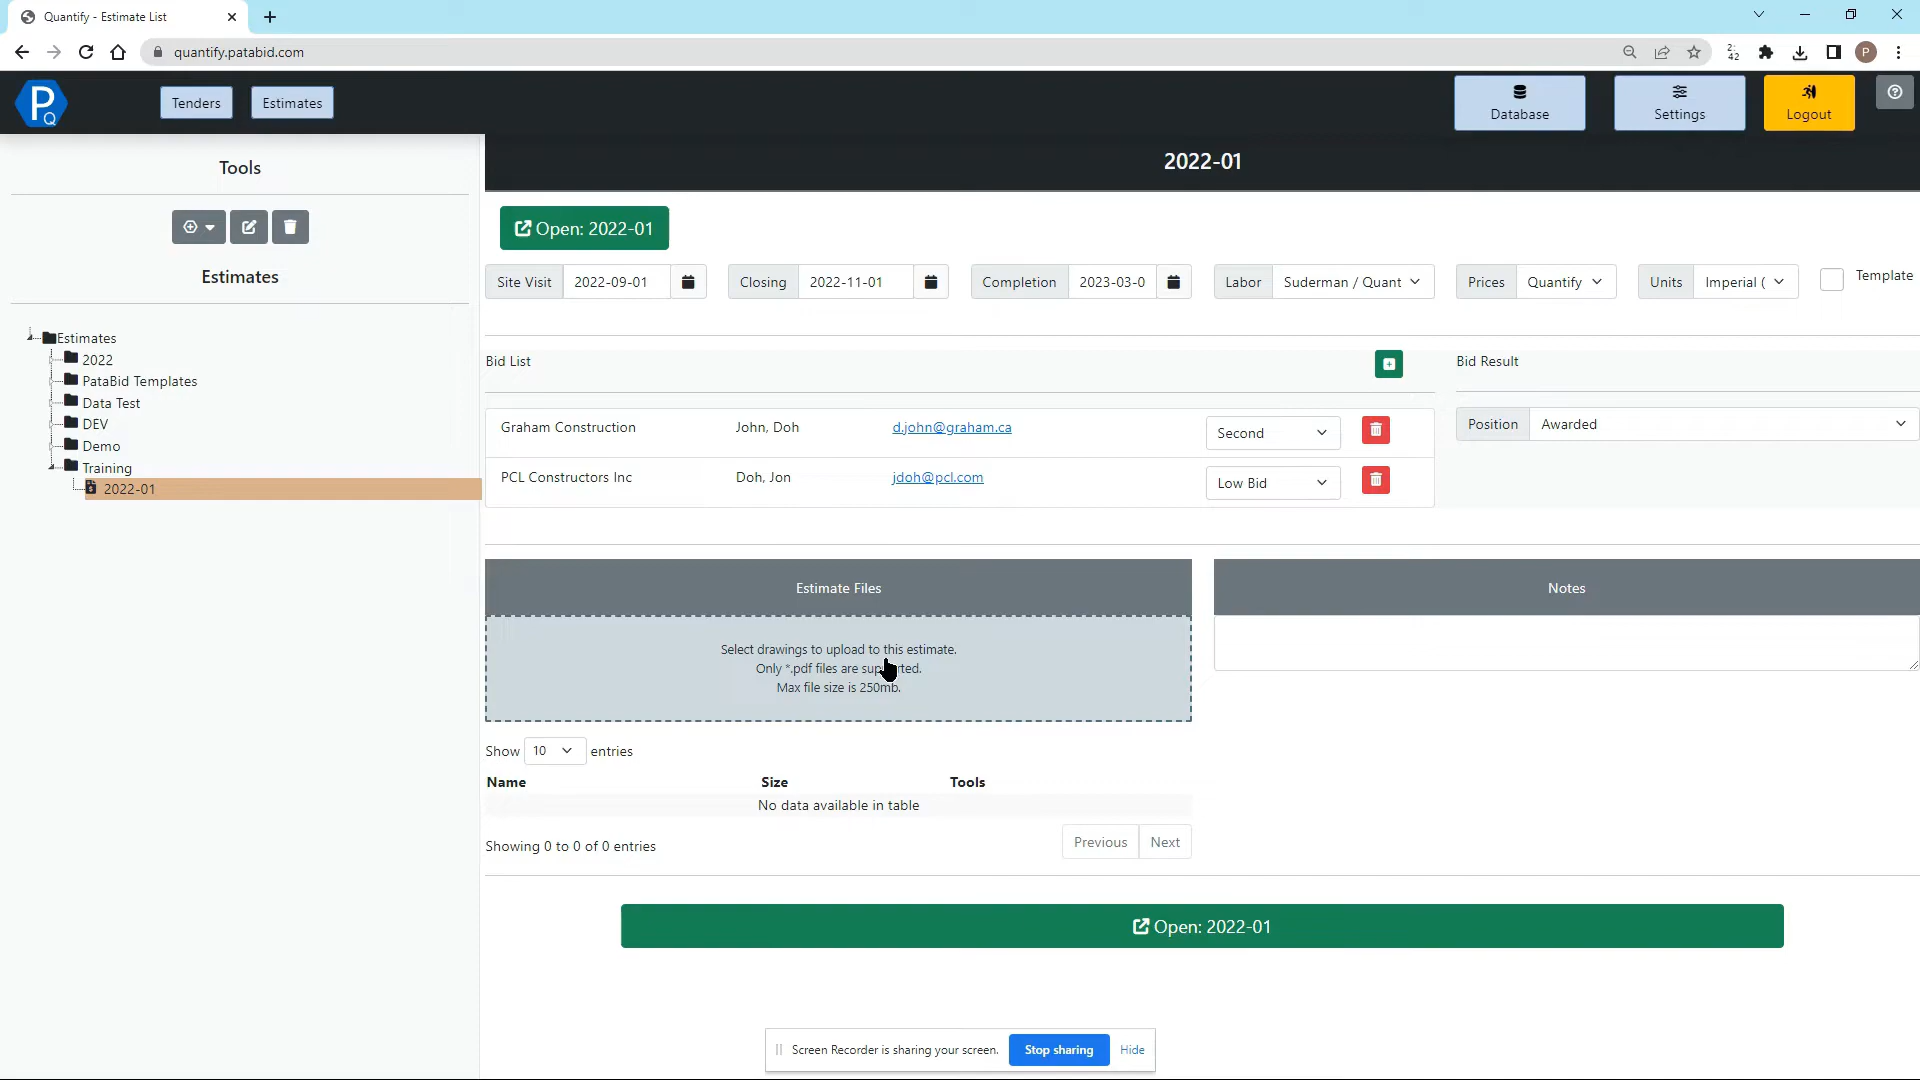 Quantify - Estimate List
quantify.patabid.com
2: 42
P
P Q
Tenders
Estimates
Database
Settings
Logout
Tools
2022-01
Open: 2022-01
Site Visit 2022-09-01
Closing 2022-11-01
Completion 2023-03-0
Labor Suderman / Quant
Prices Quantify
Units Imperial (
Template
Estimates
Estimates
2022
PataBid Templates
Data Test
DEV
Demo
Training
2022-01
Bid List
Bid Result
Graham Construction John, Doh d.john@graham.ca Second
PCL Constructors Inc Doh, Jon jdoh@pcl.com Low Bid
Position Awarded
Estimate Files
Notes
Select drawings to upload to this estimate.
Only *.pdf files are supported.
Max file size is 250mb.
Show 10 entries
Name Size Tools
No data available in table
Showing 0 to 0 of 0 entries
Previous Next
Open: 2022-01
Screen Recorder is sharing your screen. Stop sharing Hide